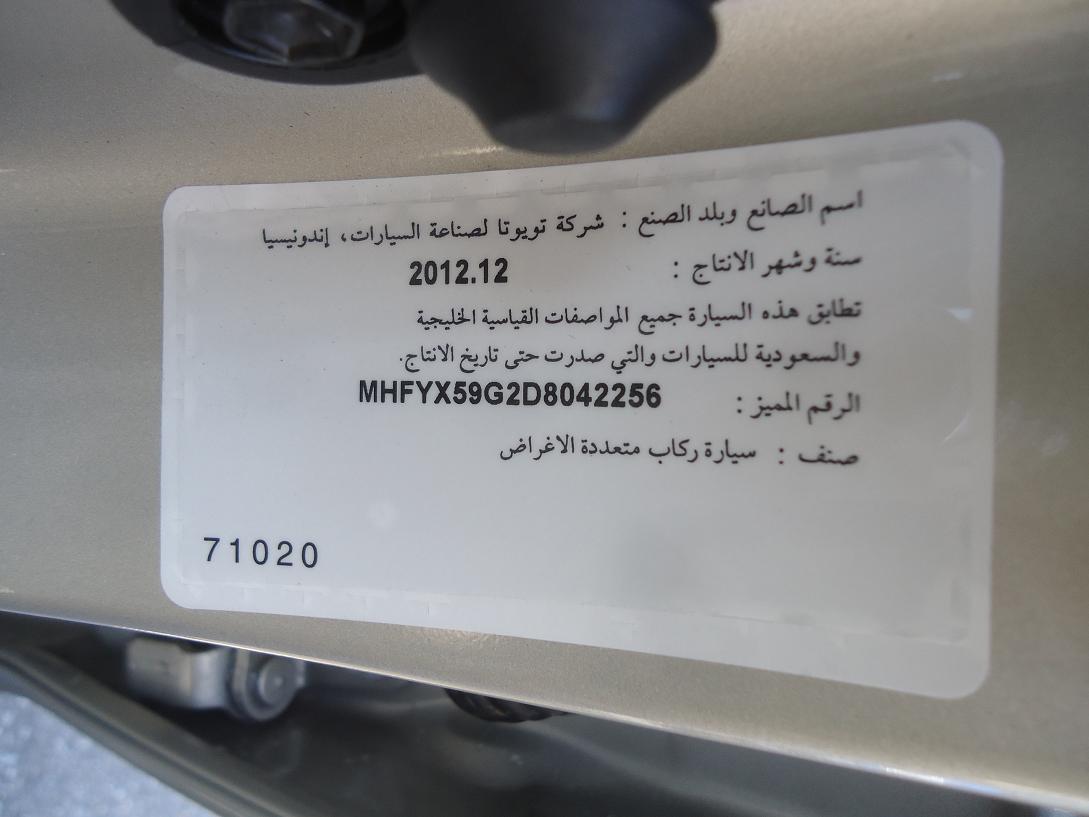 اسم الصانع وبلد الصنع : شركة تويوتا لصناعة السيارات، إندونيسيا
سنة وشهر الانتاج : 2012.12
تطابق هذه السيارة جميع المواصفات القياسية الخليجية
والسعودية للسيارات والتي صدرت حتى تاريخ الانتاج.
الرقم المميز : MHFYX59G2D8042256
صنف : سيارة ركاب متعددة الاغراض
71020